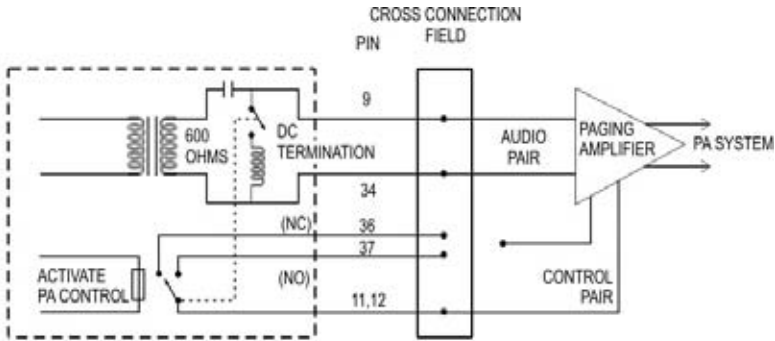 CROSS CONNECTION
FIELD
PIN
9
600
OHMS
DC
TERMINATION
AUDIO
PAIR
PAGING
AMPLIFIER
PA SYSTEM
34
(NC)
36
37
ACTIVATE
PA CONTROL
(NO)
11,12
CONTROL
PAIR